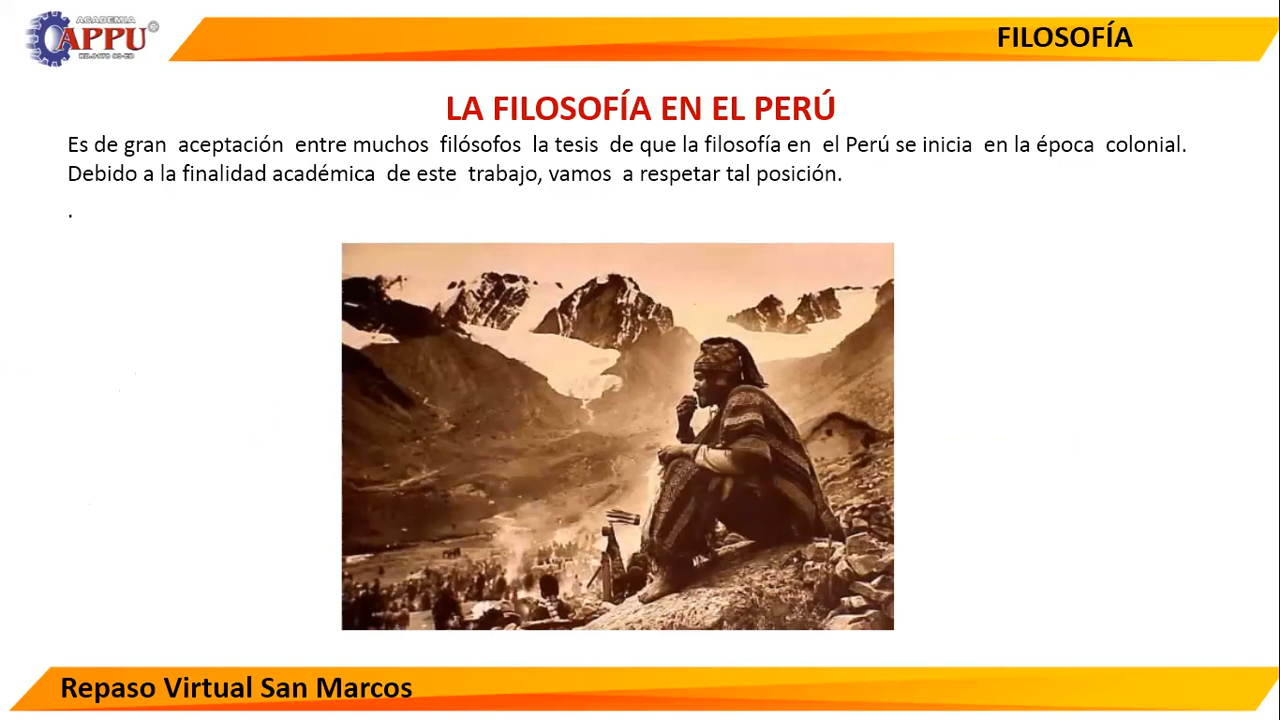 ACADEMIA
APPU
FILOSOFÍA
LA FILOSOFÍA EN EL PERÚ
Es de gran aceptación entre muchos filósofos la tesis de que la filosofía en el Perú se inicia en la época colonial.
Debido a la finalidad académica de este trabajo, vamos a respetar tal posición.
.
Repaso Virtual San Marcos